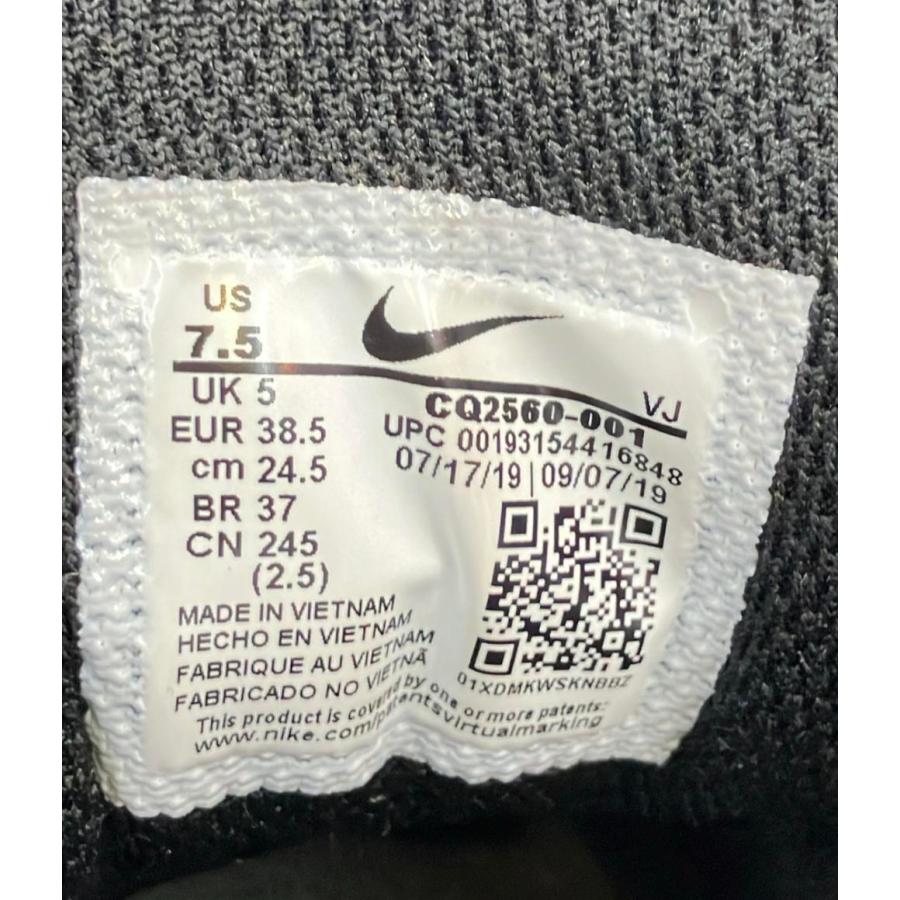 US
7.5
UK 5
EUR 38.5
cm 24.5
BR 37
CN 245
(2.5)
VJ
CQ2560-001
UPC 00193154416848
07/17/19 | 09/07/19
01XDMKWSKNBBZ
MADE IN VIETNAM
HECHO EN VIETNAM
FABRIQUE AU VIETNAM
FABRICADO NO VIETNÃ
This product is covered by one or more patents:
www.nike.com/patentsvirtualmarking